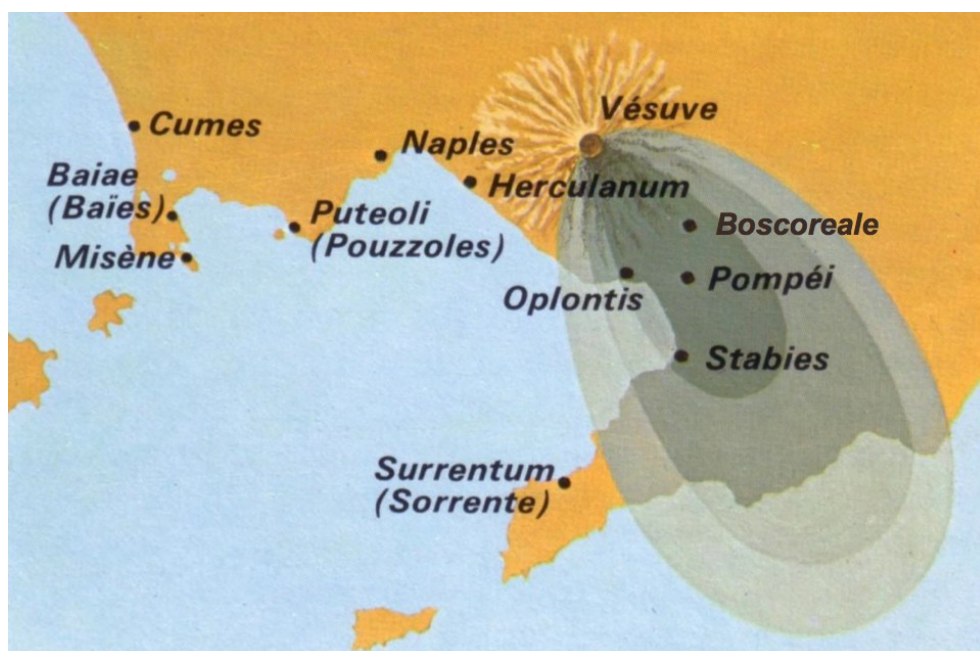 Vésuve
Cumes
Naples
Baiae
(Baïes)
Herculanum
Puteoli
(Pouzzoles)
Boscoreale
Misène
Oplontis
Pompéi
Stabies
Surrentum
(Sorrente)